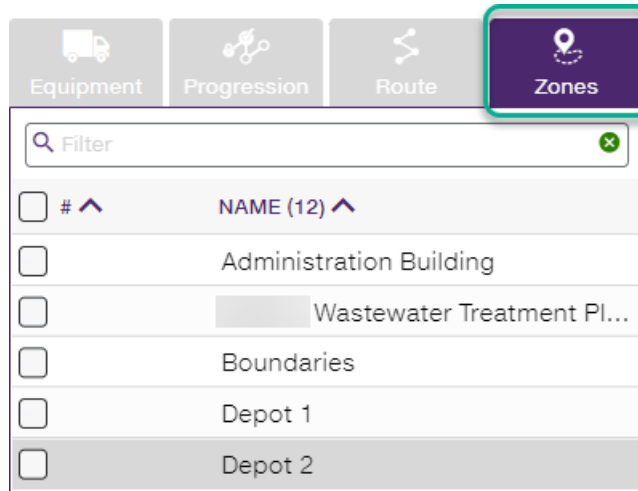 Equipment Progression Route Zones
Filter
# NAME (12)
Administration Building
Wastewater Treatment Pl...
Boundaries
Depot 1
Depot 2